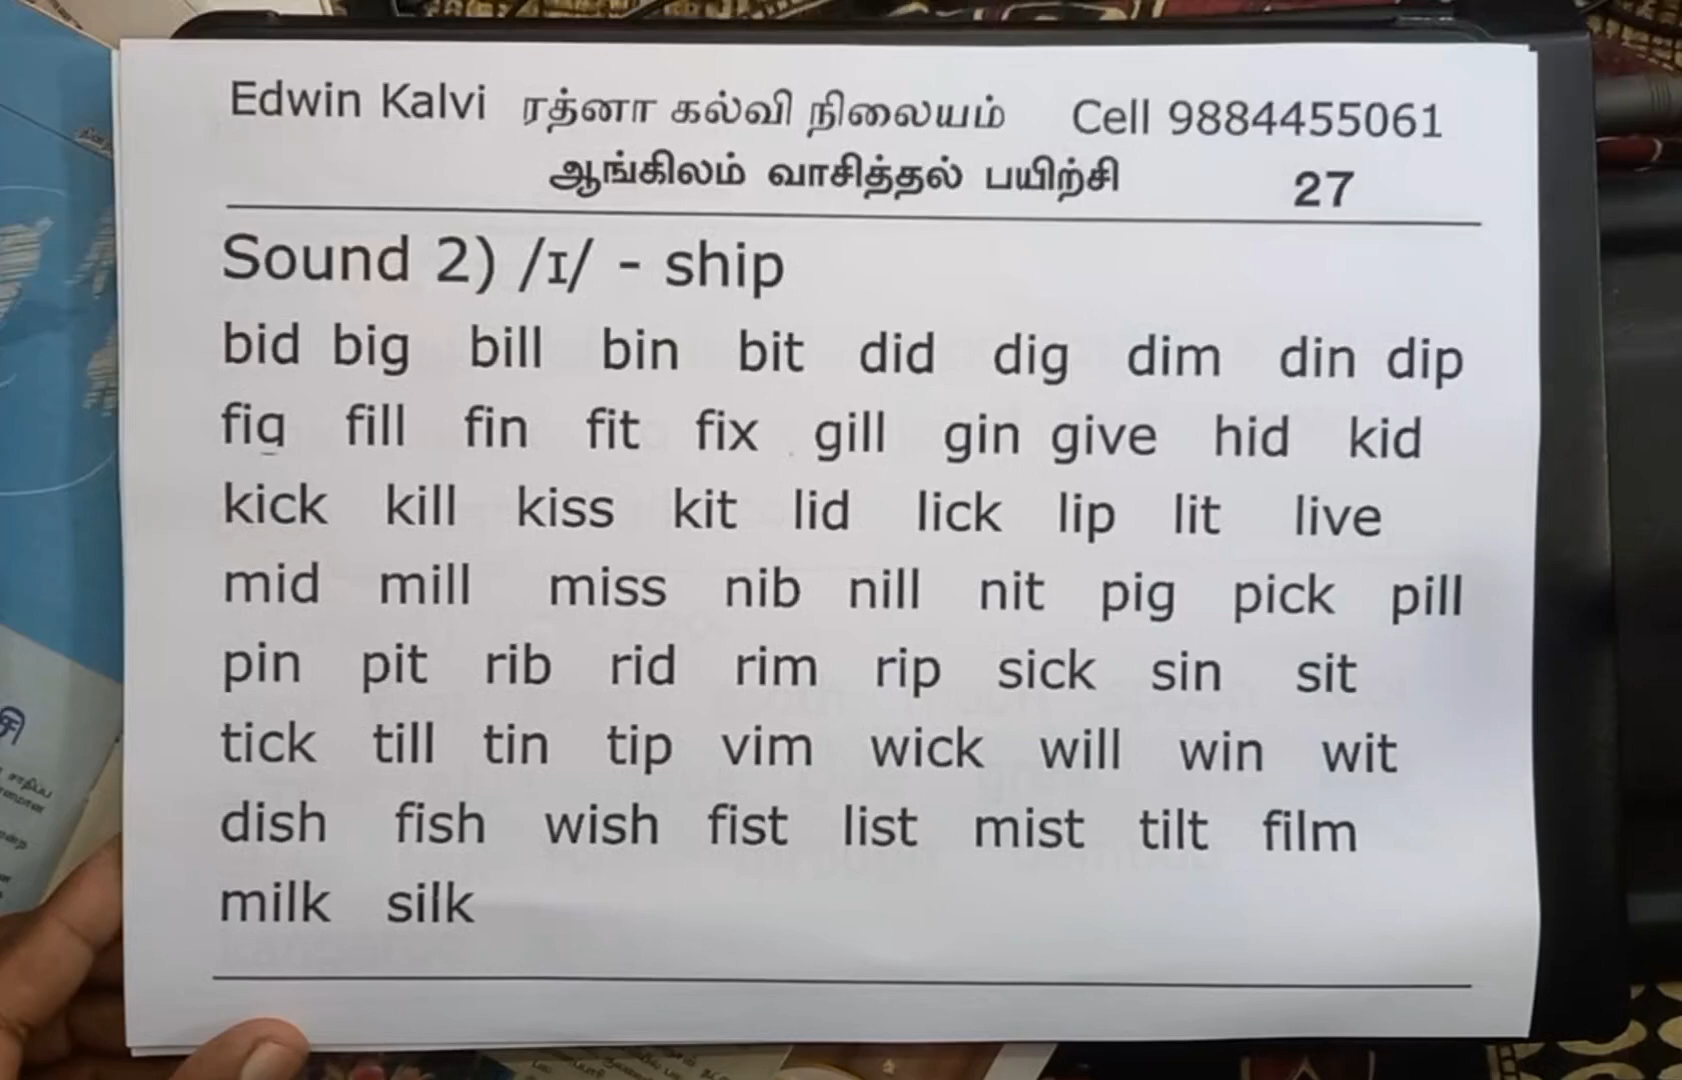 Edwin Kalvi ரத்னா கல்வி நிலையம் Cell 9884455061
ஆங்கிலம் வாசித்தல் பயிற்சி 27
Sound 2) /ɪ/ - ship
bid big bill bin bit did dig dim din dip
fig fill fin fit fix gill gin give hid kid
kick kill kiss kit lid lick lip lit live
mid mill miss nib nill nit pig pick pill
pin pit rib rid rim rip sick sin sit
tick till tin tip vim wick will win wit
dish fish wish fist list mist tilt film
milk silk